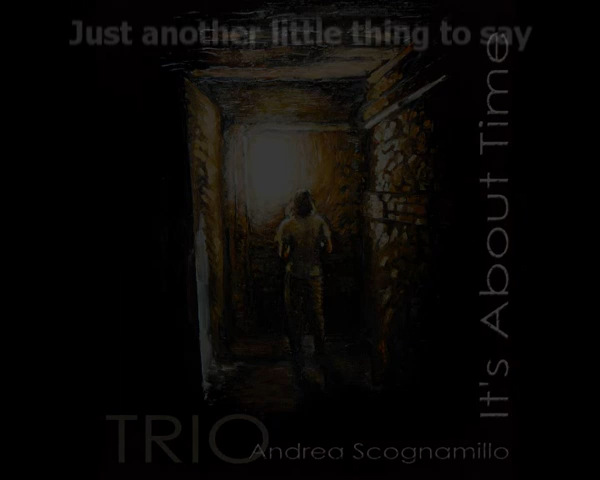 Just another little thing to say
It's About Time
TRIO
Andrea Scognamillo